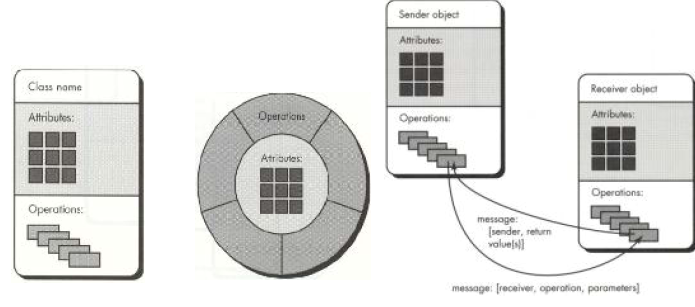 Class name
Attributes:
Operations:
Operations
Attributes:
Sender object
Attributes:
Operations:
Receiver object
Attributes:
Operations:
message:
[sender, return
value(s)]
message: [receiver, operation, parameters]